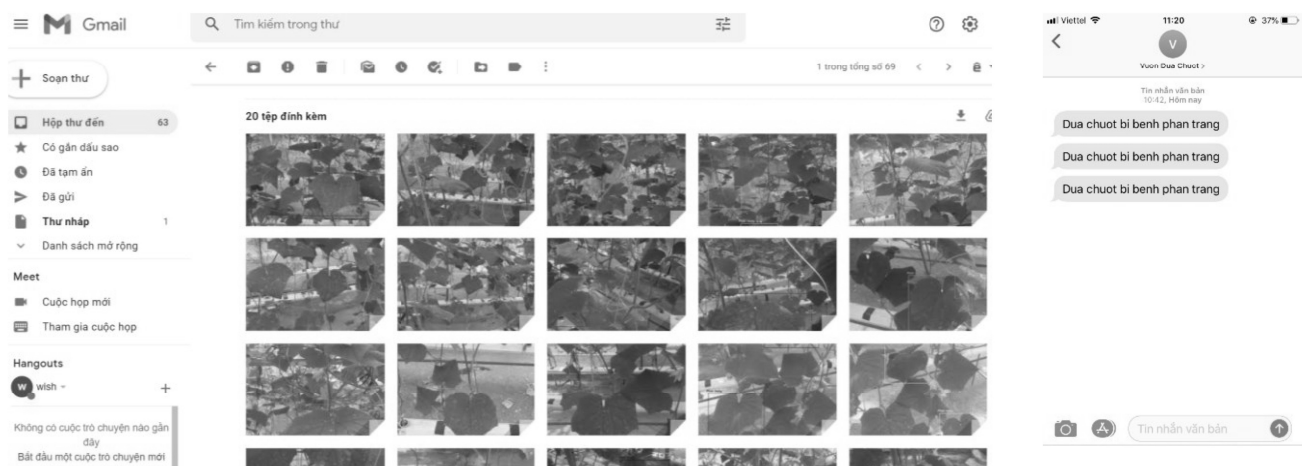 Gmail
Tìm kiếm trong thư
Soạn thư
1 trong tổng số 69
Hộp thư đến 63
Có gắn dấu sao
Đã tạm ẩn
Đã gửi
Thư nháp 1
Danh sách mở rộng
Meet
Cuộc họp mới
Tham gia cuộc họp
Hangouts
W wish
Không có cuộc trò chuyện nào gần
đây
Bắt đầu một cuộc trò chuyện mới
20 tệp đính kèm
Viettel 11:20 37%
V
Vuon Dua Chuot >
Tin nhắn văn bản
10:42, Hôm nay
Dua chuot bi benh phan trang
Dua chuot bi benh phan trang
Dua chuot bi benh phan trang
Tin nhắn văn bản